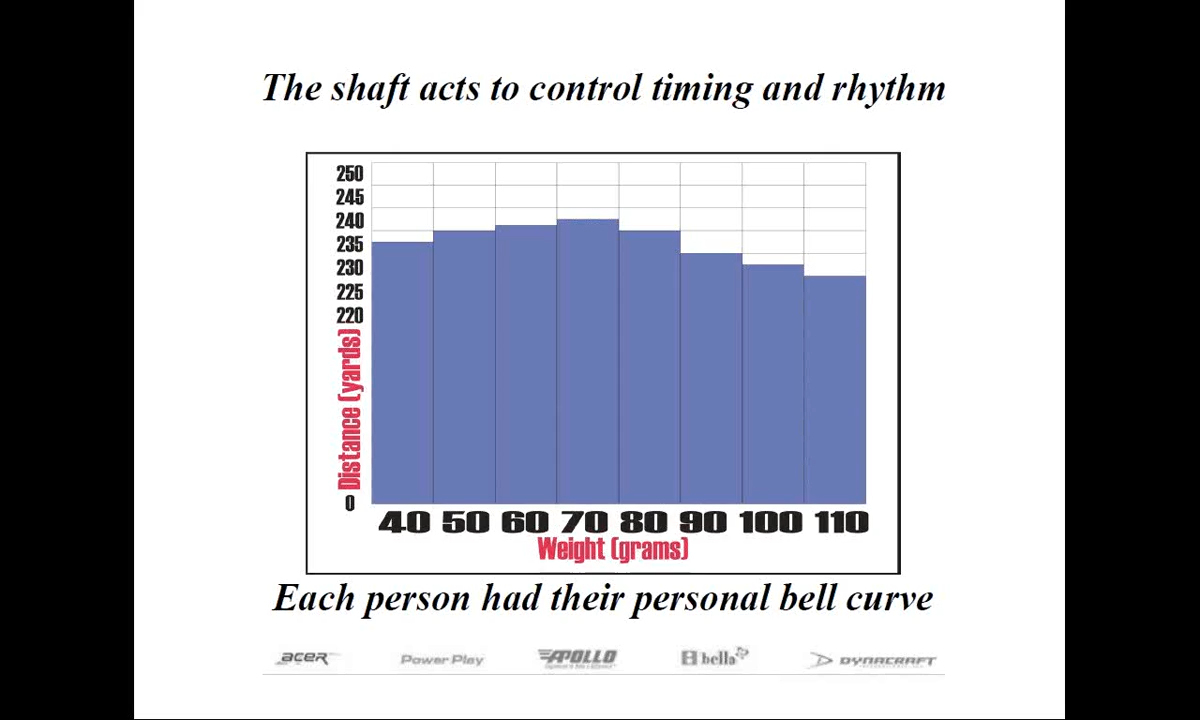 The shaft acts to control timing and rhythm
250
245
240
235
230
225
220
Distance (yards)
0
40 50 60 70 80 90 100 110
Weight (grams)
Each person had their personal bell curve
ACER Power Play APOLLO bella DYNACRAFT